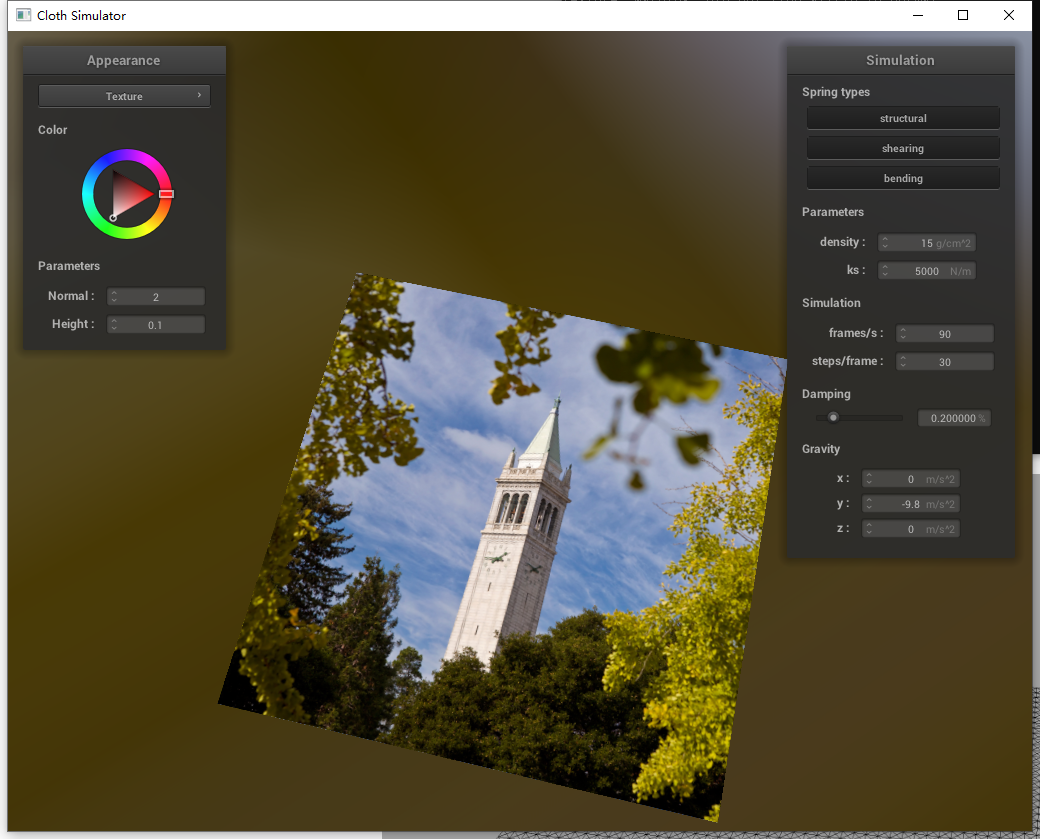 Cloth Simulator
Appearance
Texture
Color
Parameters
Normal : 2
Height : 0.1
Simulation
Spring types
structural
shearing
bending
Parameters
density : 15 g/cm^2
ks : 5000 N/m
Simulation
frames/s : 90
steps/frame : 30
Damping
0.200000 %
Gravity
x : 0 m/s^2
y : -9.8 m/s^2
z : 0 m/s^2